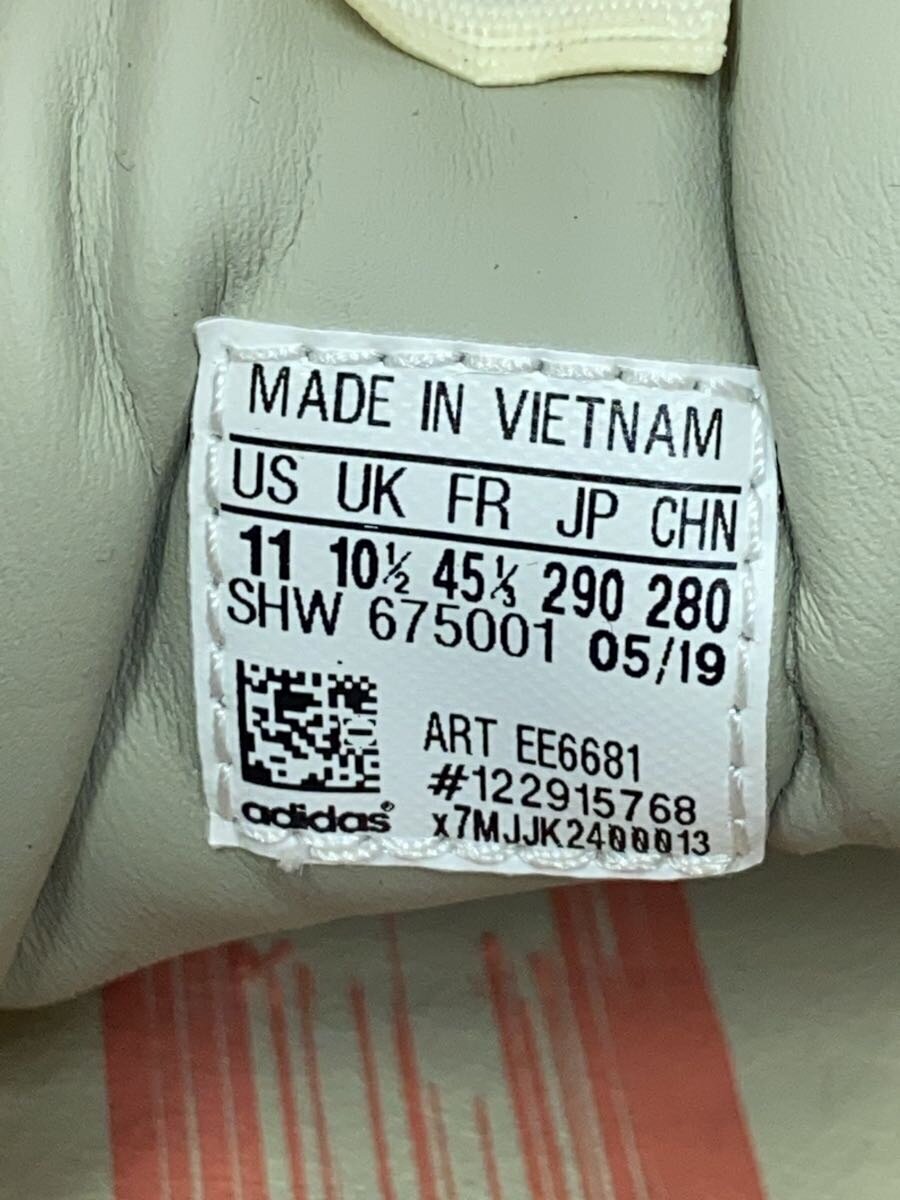 MADE IN VIETNAM
US UK FR JP CHN
11 10½ 45⅓ 290 280
SHW 675001 05/19
ART EE6681
#122915768
adidas® x7MJJK2400013